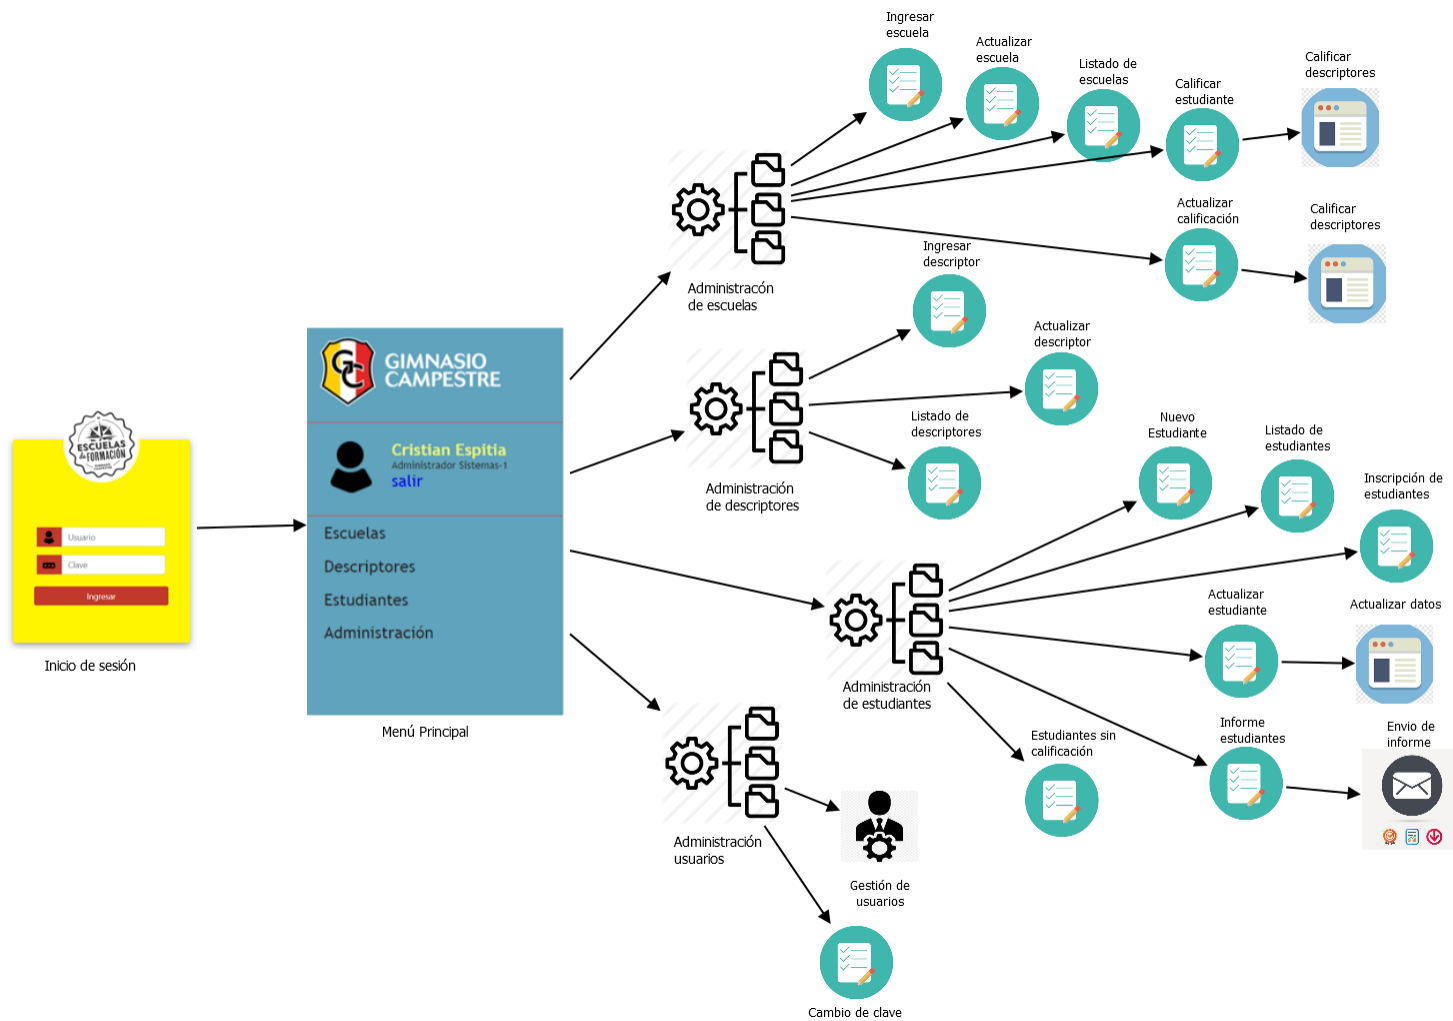 ESCUELAS
de FORMACIÓN
GIMNASIO CAMPESTRE
Usuario
Clave
Ingresar
Inicio de sesión
GC
GIMNASIO
CAMPESTRE
Cristian Espitia
Administrador Sistemas-1
salir
Escuelas
Descriptores
Estudiantes
Administración
Menú Principal
Administracón
de escuelas
Ingresar
escuela
Actualizar
escuela
Listado de
escuelas
Calificar
estudiante
Calificar
descriptores
Actualizar
calificación
Calificar
descriptores
Administración
de descriptores
Ingresar
descriptor
Actualizar
descriptor
Listado de
descriptores
Administración
de estudiantes
Nuevo
Estudiante
Listado de
estudiantes
Inscripción de
estudiantes
Actualizar
estudiante
Actualizar datos
Informe
estudiantes
Envio de
informe
Estudiantes sin
calificación
Administración
usuarios
Gestión de
usuarios
Cambio de clave